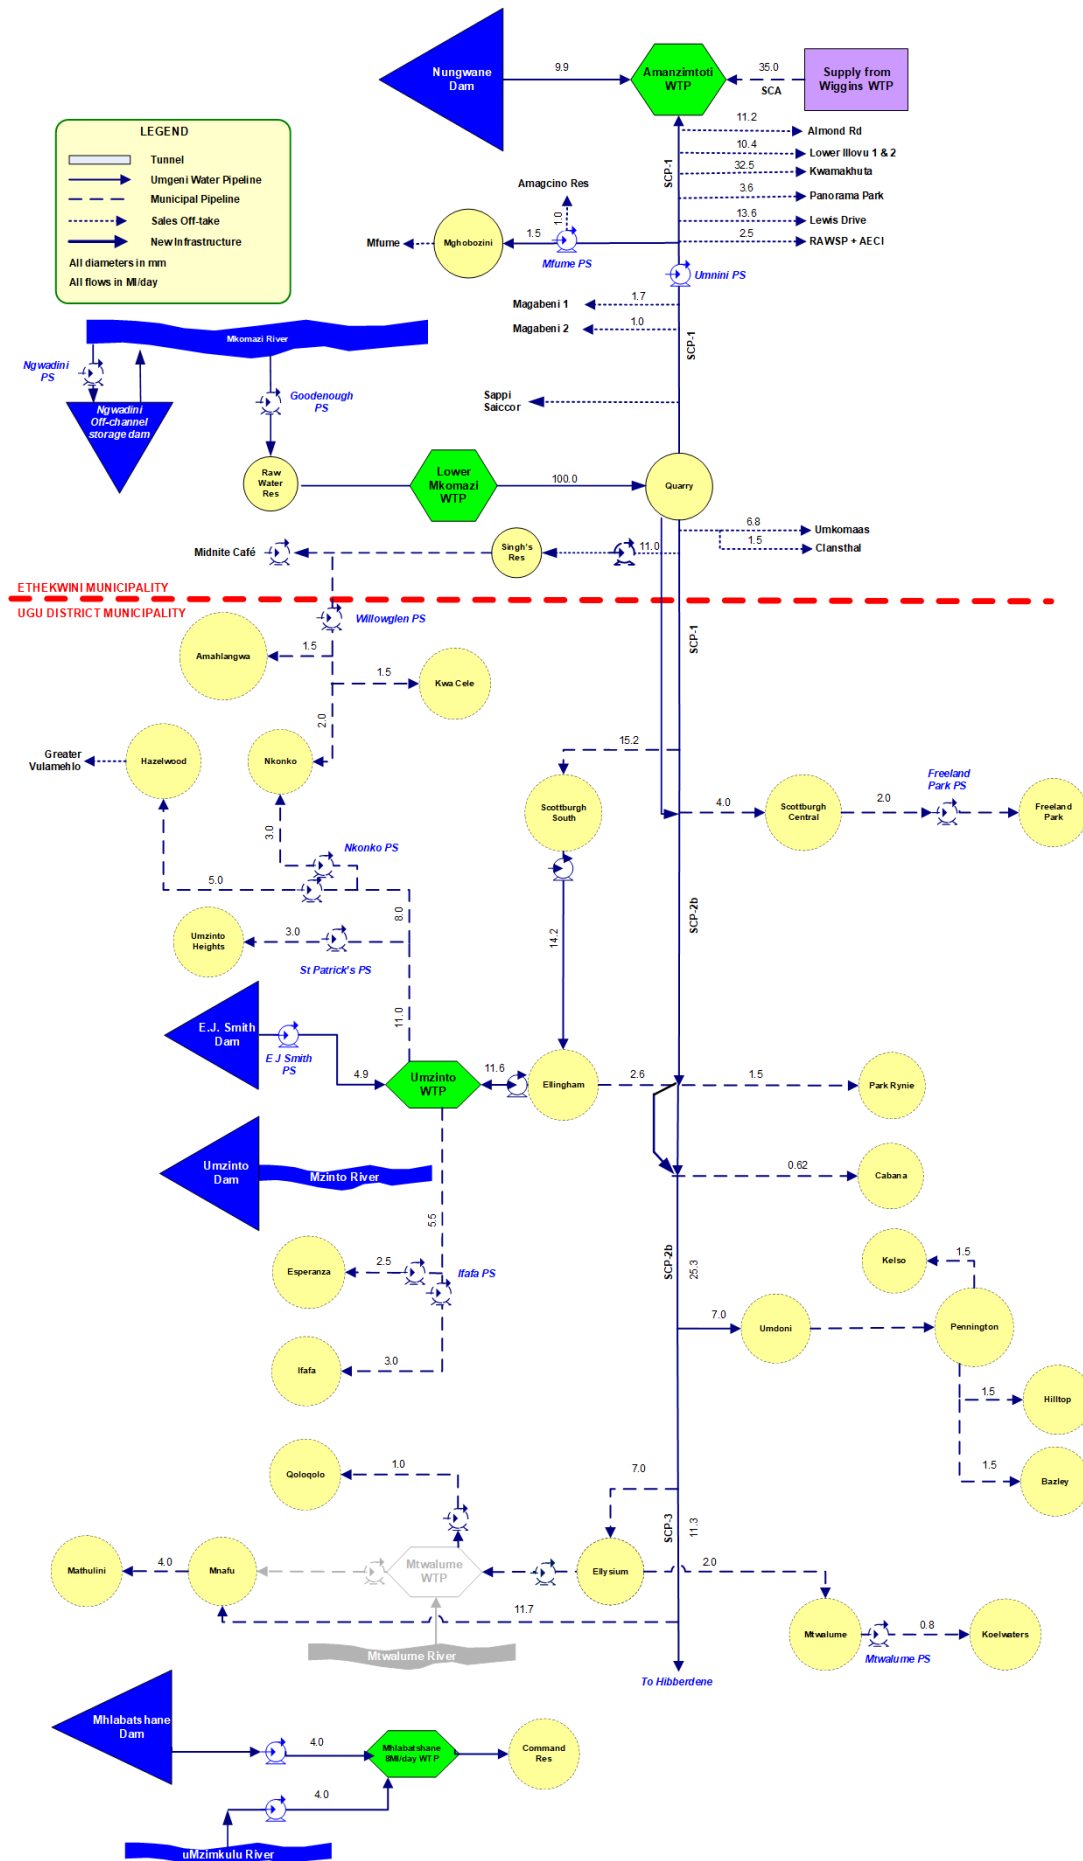 Nungwane
Dam
9.9
Amanzimtoti
WTP
35.0
SCA
Supply from
Wiggins WTP
LEGEND
Tunnel
Umgeni Water Pipeline
Municipal Pipeline
Sales Off-take
New Infrastructure
All diameters in mm
All flows in Ml/day
11.2
Almond Rd
10.4
Lower Illovu 1 & 2
32.5
Kwamakhuta
3.6
Panorama Park
13.6
Lewis Drive
2.5
RAWSP + AECI
SCP-1
Amagcino Res
1.0
Mfume
Mghobozini
1.5
Mfume PS
Umnini PS
Magabeni 1
1.7
Magabeni 2
1.0
SCP-1
Mkomazi River
Ngwadini
PS
Ngwadini
Off-channel
storage dam
Goodenough
PS
Sappi
Saiccor
Raw
Water
Res
Lower
Mkomazi
WTP
100.0
Quarry
6.8
Umkomaas
1.5
Clansthal
Midnite Café
Singh's
Res
11.0
ETHEKWINI MUNICIPALITY
UGU DISTRICT MUNICIPALITY
Willowglen PS
SCP-1
Amahlangwa
1.5
1.5
Kwa Cele
2.0
Greater
Vulamehlo
Hazelwood
Nkonko
15.2
Scottburgh
South
4.0
Scottburgh
Central
2.0
Freeland
Park PS
Freeland
Park
3.0
Nkonko PS
5.0
8.0
SCP-2b
Umzinto
Heights
3.0
St Patrick's PS
14.2
11.0
E.J. Smith
Dam
E J Smith
PS
4.9
Umzinto
WTP
11.6
Ellingham
2.6
1.5
Park Rynie
Umzinto
Dam
Mzinto River
0.62
Cabana
5.5
Esperanza
2.5
Ifafa PS
SCP-2b
25.3
Kelso
1.5
7.0
Umdoni
Pennington
Ifafa
3.0
1.5
Hilltop
1.5
Bazley
Qoloqolo
1.0
7.0
SCP-3
11.3
Mathulini
4.0
Mnafu
Mtwalume
WTP
Ellysium
2.0
11.7
Mtwalume
0.8
Koelwaters
Mtwalume PS
Mtwalume River
To Hibberdene
Mhlabatshane
Dam
4.0
Mhlabatshane
8Ml/day WTP
Command
Res
4.0
uMzimkulu River